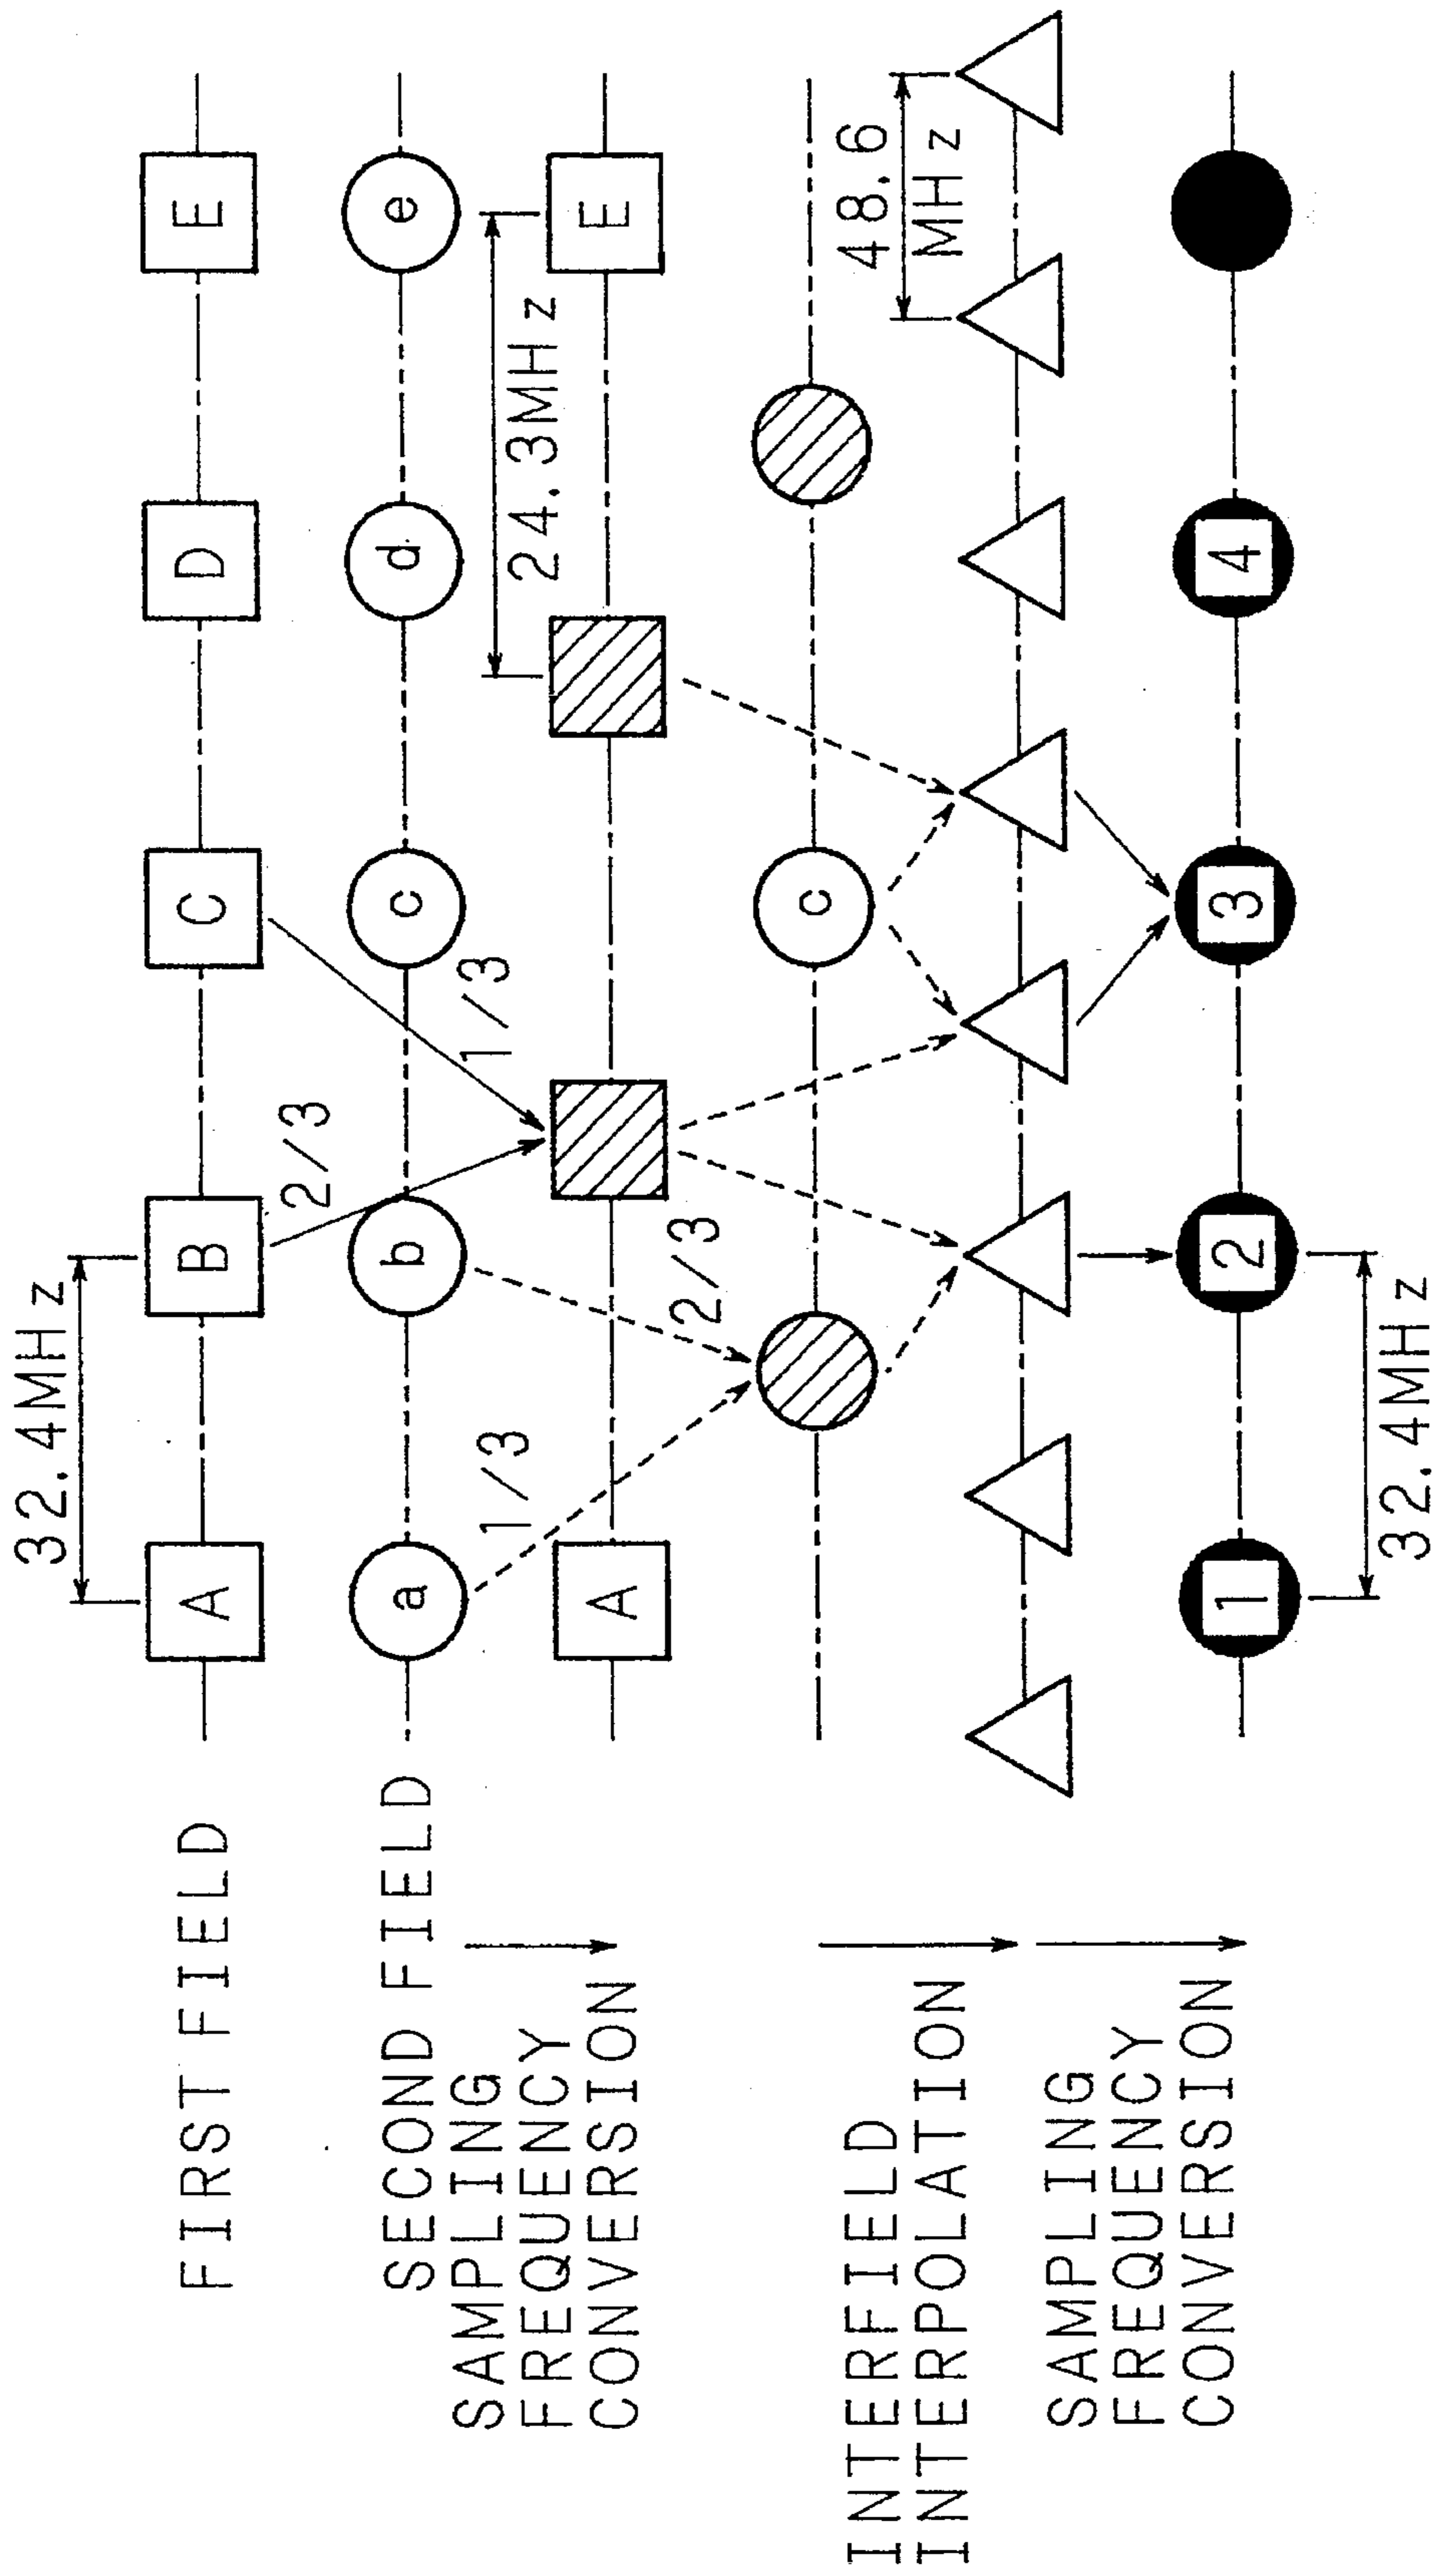 32.4MHz
FIRST FIELD
A B C D E
SECOND FIELD
a b c d e
2/3
1/3
SAMPLING
FREQUENCY
CONVERSION
1/3
24.3MHz
A E
2/3
c
INTERFIELD
INTERPOLATION
48.6
MHz
SAMPLING
FREQUENCY
CONVERSION
1 2 3 4
32.4MHz